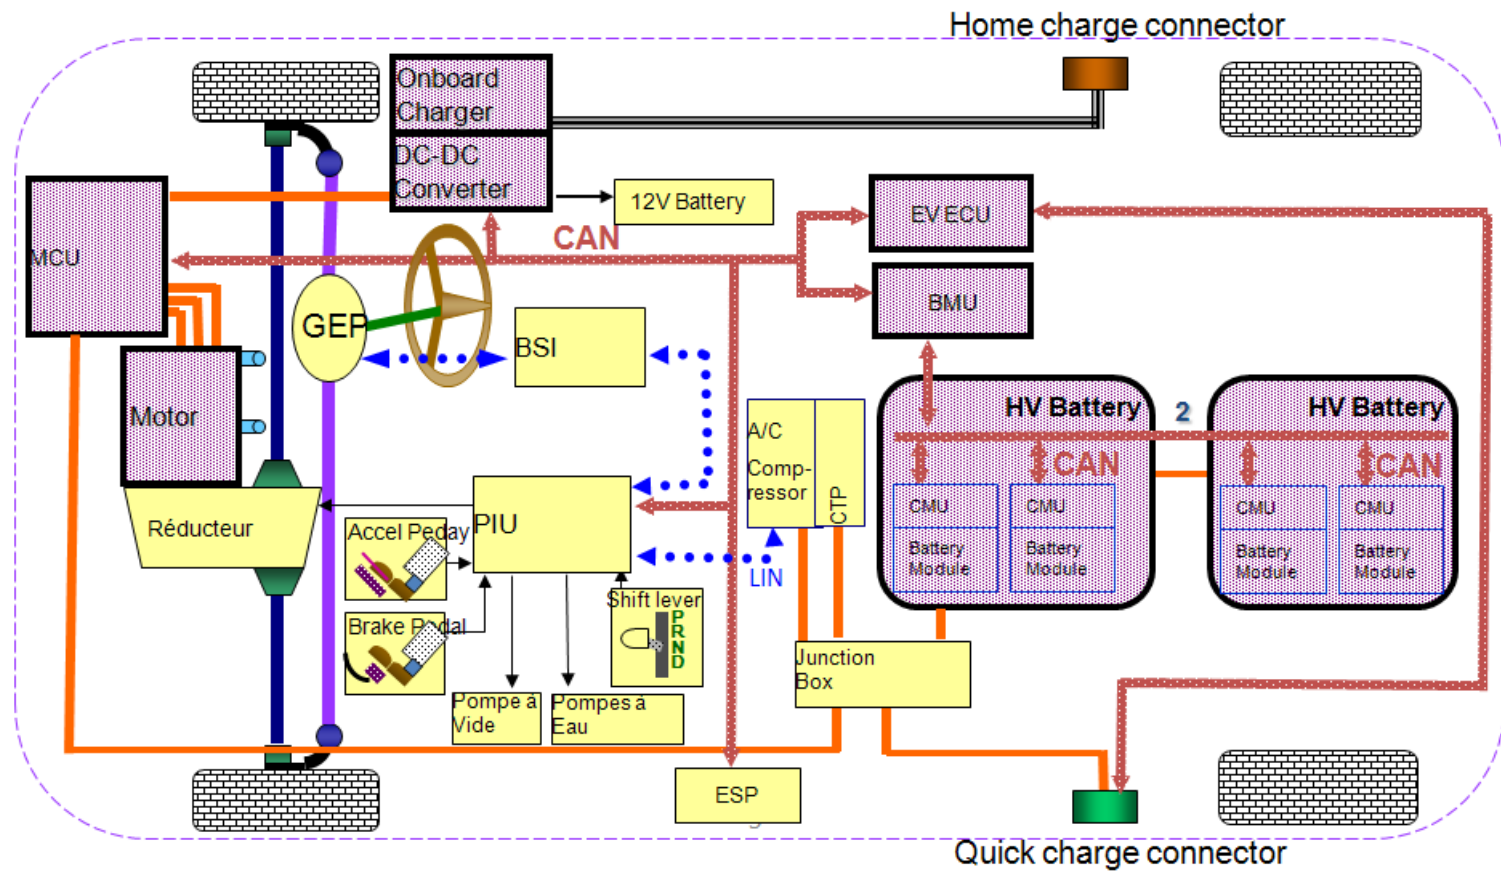 Home charge connector
Onboard
Charger
DC-DC
Converter
12V Battery
EV ECU
CAN
MCU
BMU
GEP
BSI
HV Battery
2
HV Battery
Motor
A/C
Comp-
ressor
CTP
CAN
CAN
CMU
CMU
CMU
CMU
Battery
Module
Battery
Module
Battery
Module
Battery
Module
Réducteur
Accel Peday
PIU
LIN
Shift lever
P
R
N
D
Brake Pedal
Junction
Box
Pompe à
Vide
Pompes à
Eau
ESP
Quick charge connector